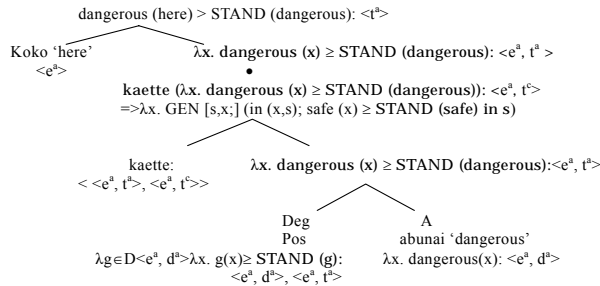 dangerous (here) > STAND (dangerous): <tᵃ>
Koko 'here' λx. dangerous (x) ≥ STAND (dangerous): <eᵃ, tᵃ >
<eᵃ>
•
kaette (λx. dangerous (x) ≥ STAND (dangerous)): <eᵃ, tᶜ>
=>λx. GEN [s,x;] (in (x,s); safe (x) ≥ STAND (safe) in s)
kaette: λx. dangerous (x) ≥ STAND (dangerous):<eᵃ, tᵃ>
< <eᵃ, tᵃ>, <eᵃ, tᶜ>>
Deg A
Pos abunai 'dangerous'
λg∈D<eᵃ, dᵃ>λx. g(x)≥ STAND (g): λx. dangerous(x): <eᵃ, dᵃ>
<eᵃ, dᵃ>, <eᵃ, tᵃ>